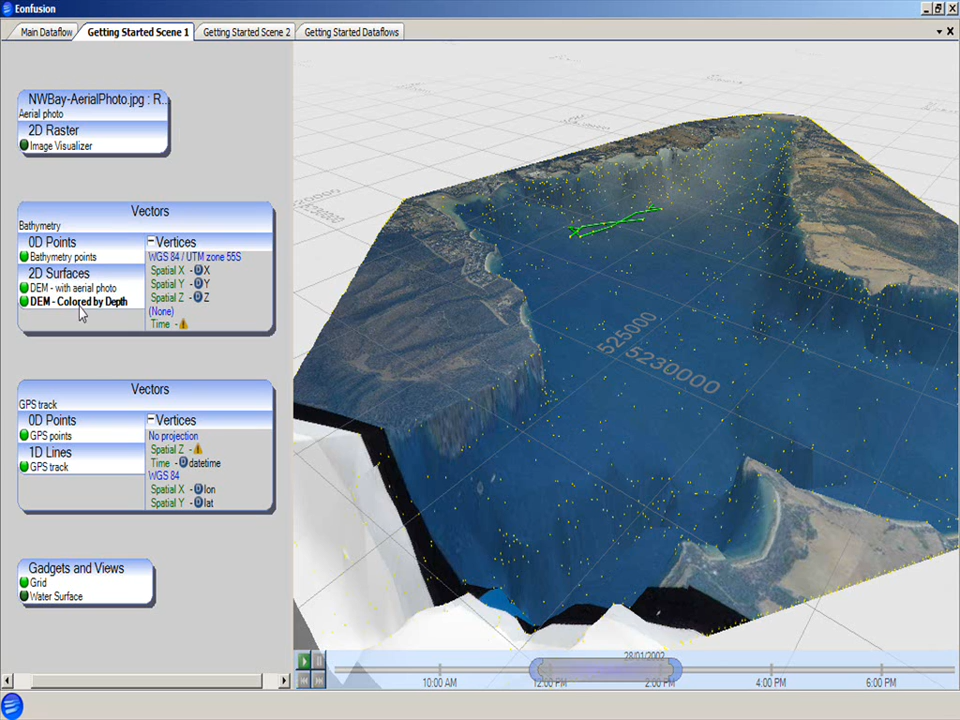 Eonfusion
Main Dataflow
Getting Started Scene 1
Getting Started Scene 2
Getting Started Dataflows
NWBay-AerialPhoto.jpg : R...
Aerial photo
2D Raster
Image Visualizer
Vectors
Bathymetry
0D Points
Bathymetry points
2D Surfaces
DEM - with aerial photo
DEM - Colored by Depth
Vertices
WGS 84 / UTM zone 55S
Spatial X - D X
Spatial Y - D Y
Spatial Z - D Z
(None)
Time -
Vectors
GPS track
0D Points
GPS points
1D Lines
GPS track
Vertices
No projection
Spatial Z -
Time - D datetime
WGS 84
Spatial X - D lon
Spatial Y - D lat
Gadgets and Views
Grid
Water Surface
525000
5230000
28/01/2002
10:00 AM
12:00 PM
2:00 PM
4:00 PM
6:00 PM